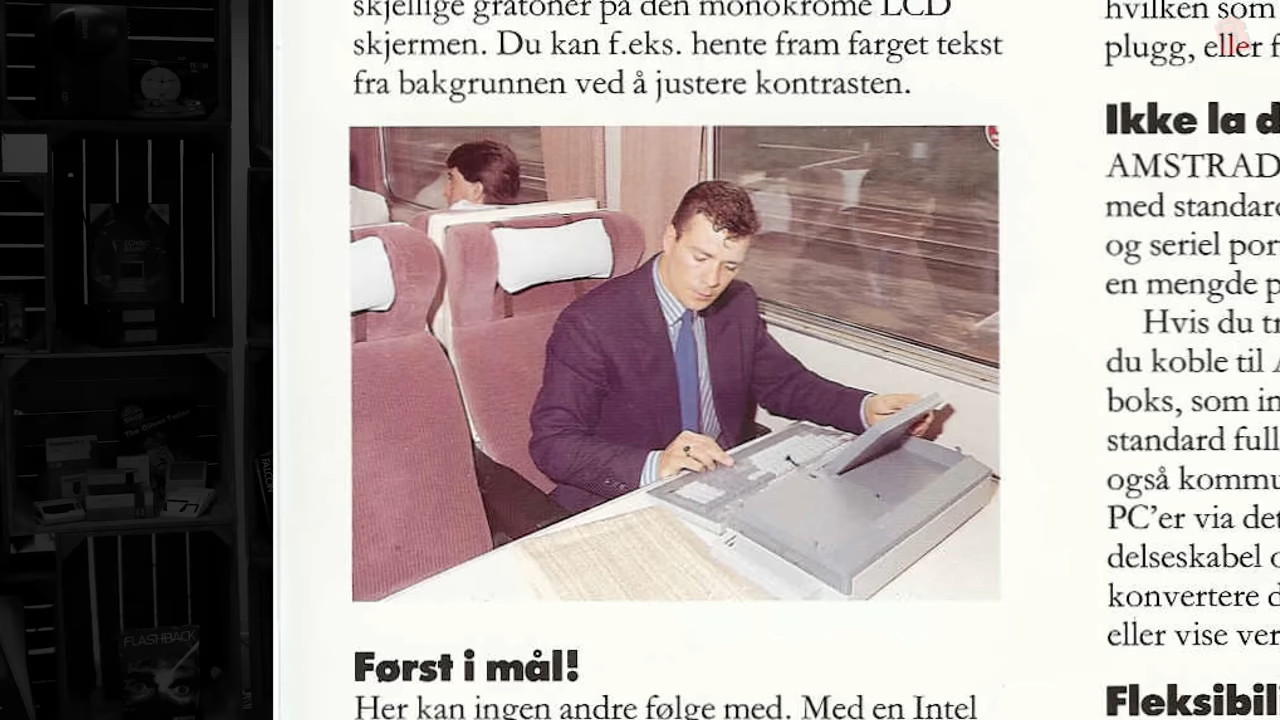 skjellige gråtoner på den monokrome LCD
skjermen. Du kan f.eks. hente fram farget tekst
fra bakgrunnen ved å justere kontrasten.
Først i mål!
Her kan ingen andre følge med. Med en Intel
hvilken som
plugg, eller f
Ikke la d
AMSTRAD
med standard
og seriel por
en mengde p
Hvis du tr
du koble til A
boks, som in
standard full
også kommu
PC'er via det
delseskabel o
konvertere d
eller vise ver
Fleksibil
FLASHBACK